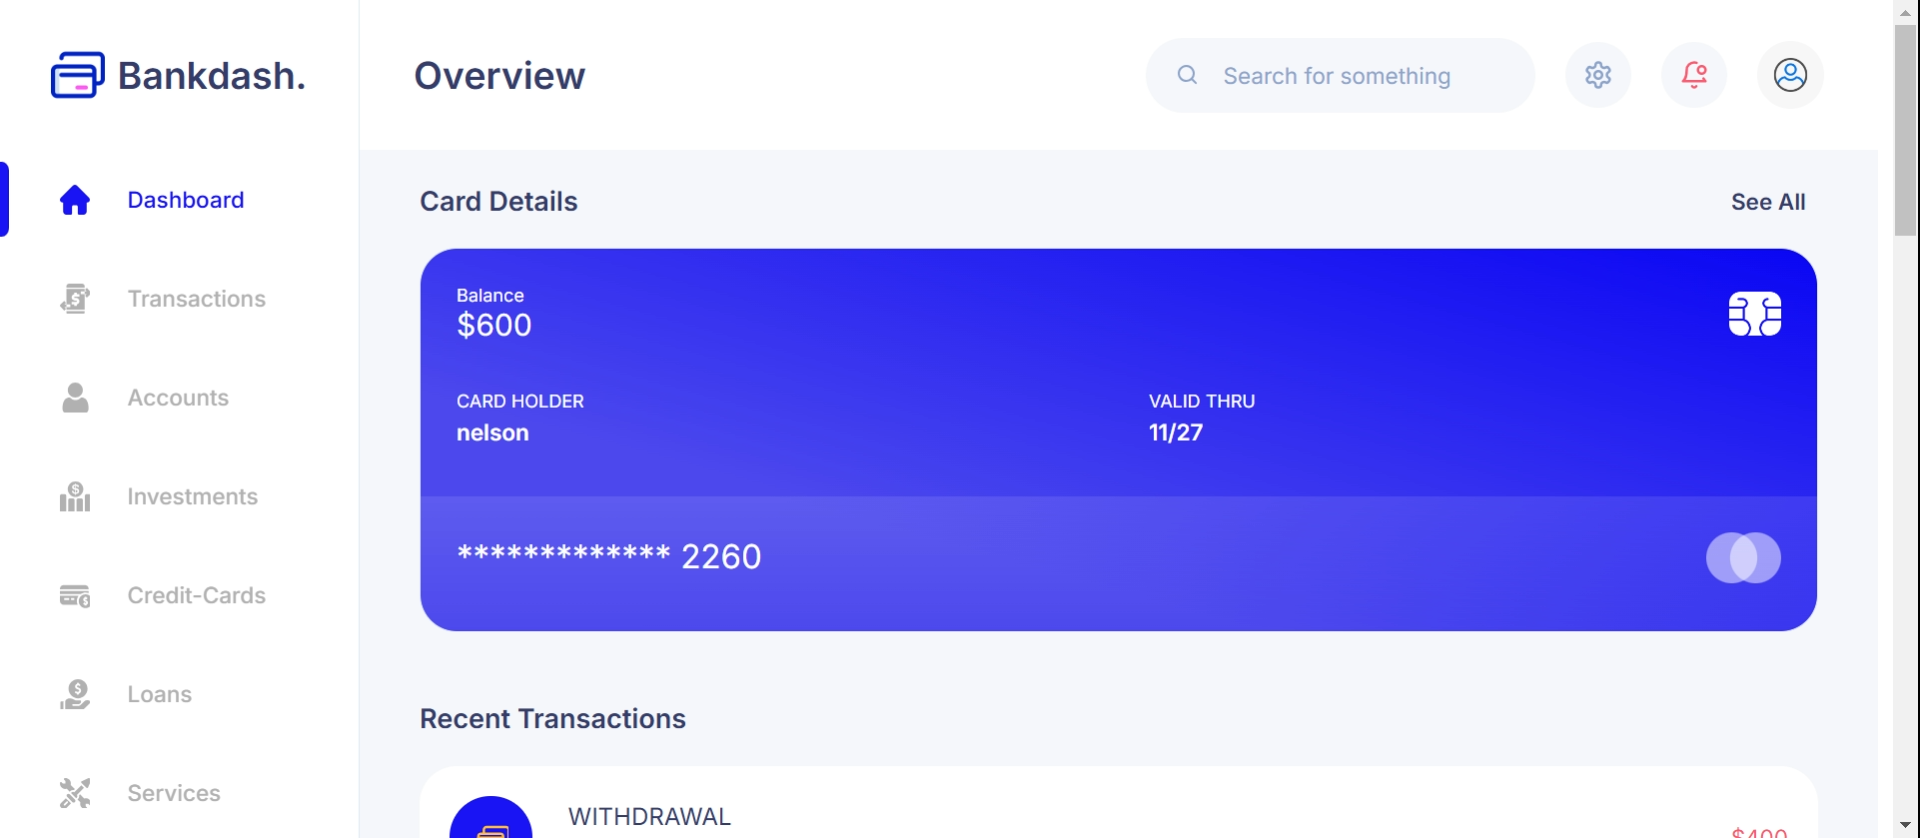 Bankdash.
Overview
Search for something
Dashboard
Transactions
Accounts
Investments
Credit-Cards
Loans
Services
Card Details
See All
Balance
$600
CARD HOLDER
nelson
VALID THRU
11/27
************* 2260
Recent Transactions
WITHDRAWAL
$400